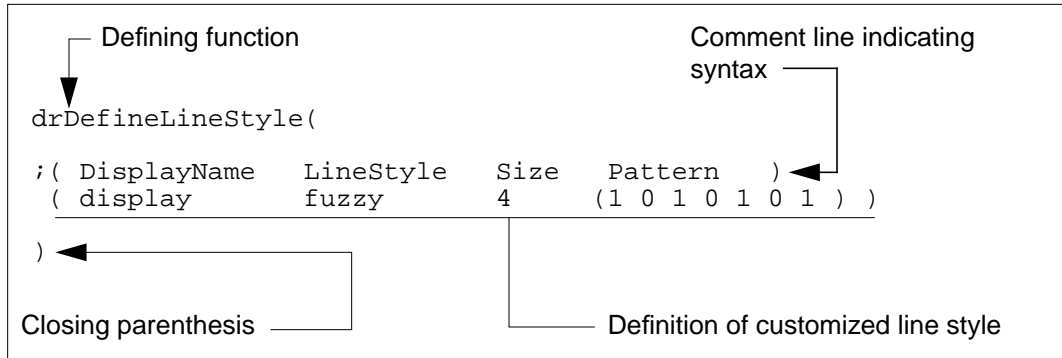 Defining function
Comment line indicating
syntax
drDefineLineStyle(
;( DisplayName LineStyle Size Pattern )
( display fuzzy 4 (1 0 1 0 1 0 1 ) )
)
Closing parenthesis
Definition of customized line style